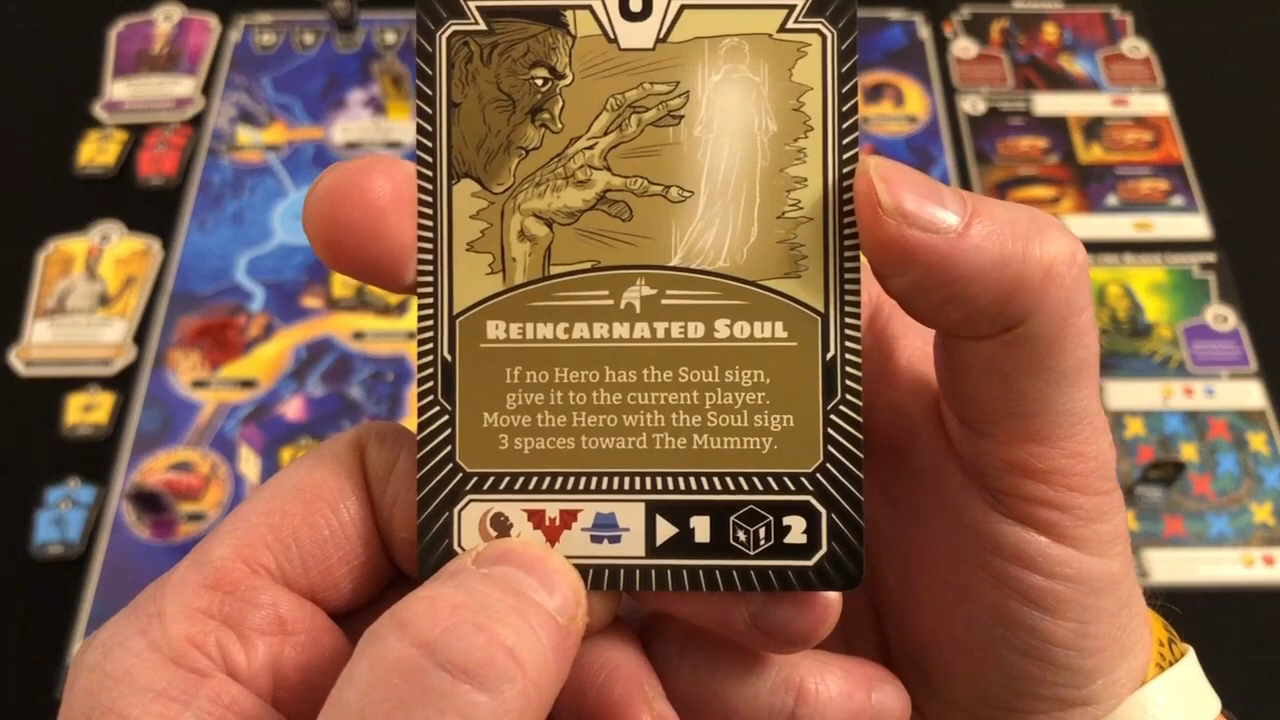 0
REINCARNATED SOUL
If no Hero has the Soul sign,
give it to the current player.
Move the Hero with the Soul sign
3 spaces toward The Mummy.
1 ! 2